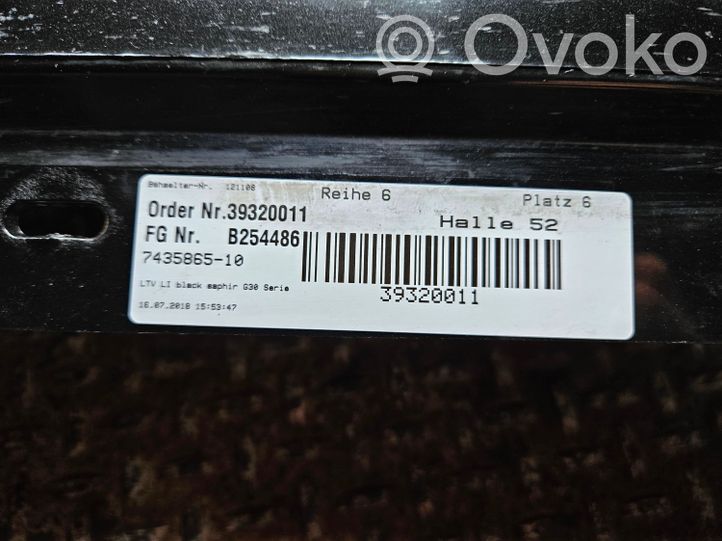 Ovoko
Behaelter-Nr. 121108
Reihe 6
Platz 6
Order Nr.39320011
Halle 52
FG Nr. B254486
7435865-10
39320011
LTV LI black saphir G30 Serie
16.07.2018 15:53:47